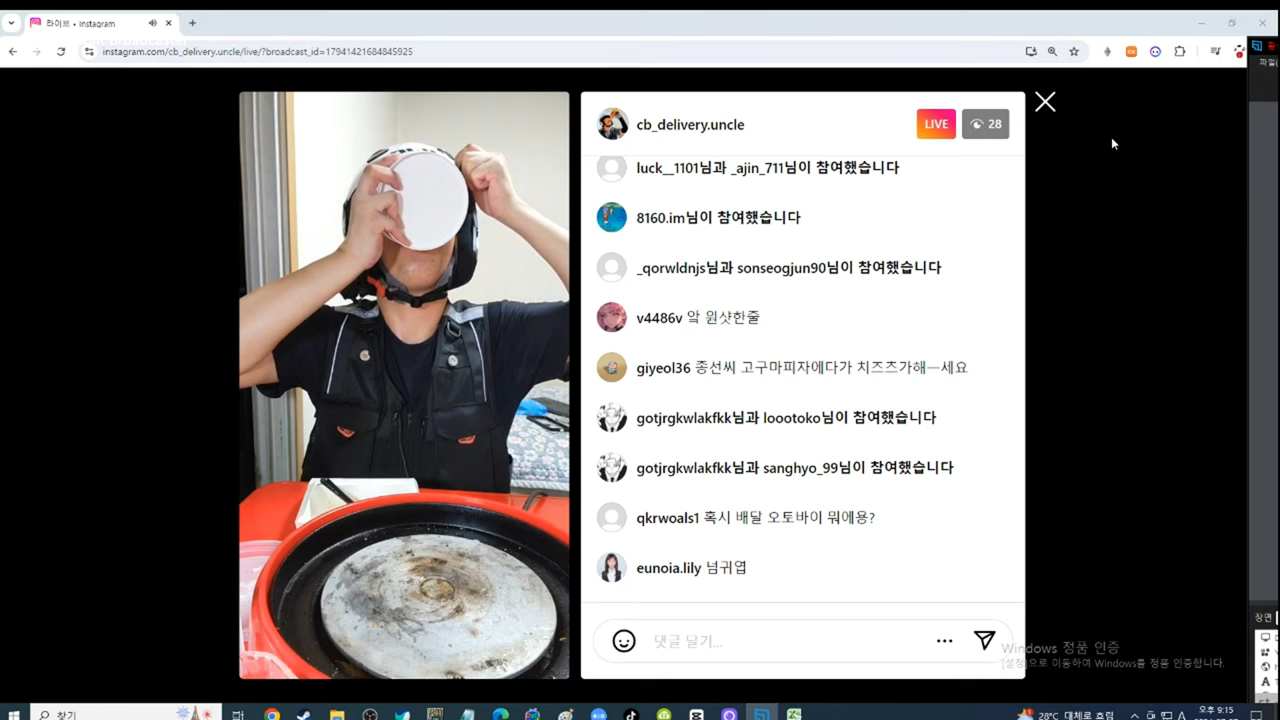 라이브 • Instagram
instagram.com/cb_delivery.uncle/live/?broadcast_id=17941421684845925
파일(
cb_delivery.uncle
LIVE
28
luck__1101님과 _ajin_711님이 참여했습니다
8160.im님이 참여했습니다
_qorwldnjs님과 sonseogjun90님이 참여했습니다
v4486v 악 원샷한줄
giyeol36 종선씨 고구마피자에다가 치즈즈가해ㅡ세요
gotjrgkwlakfkk님과 loootoko님이 참여했습니다
gotjrgkwlakfkk님과 sanghyo_99님이 참여했습니다
qkrwoals1 혹시 배달 오토바이 뭐에용?
eunoia.lily 넘귀엽
댓글 달기...
장면
Windows 정품 인증
[설정]으로 이동하여 Windows를 정품 인증합니다.
찾기
28°C 대체로 흐림
A
오후 9:15